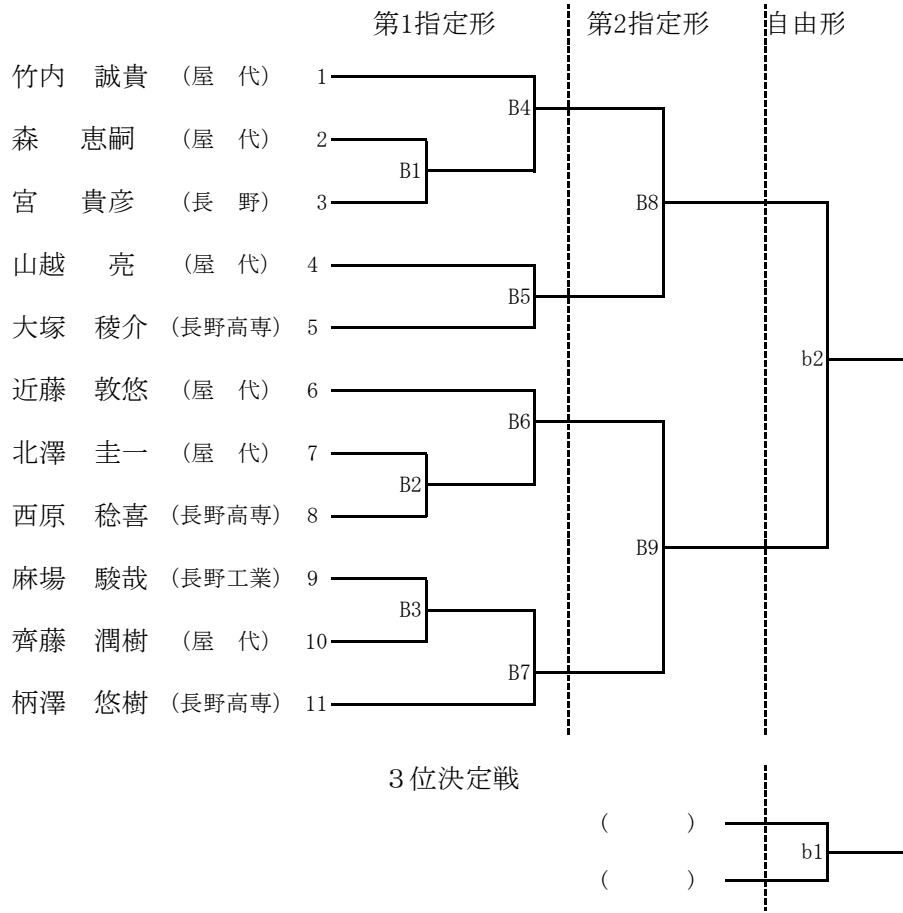 第1指定形 第2指定形 自由形
竹内 誠貴 (屋 代) 1
B4
森 恵嗣 (屋 代) 2
B1
宮 貴彦 (長 野) 3
B8
山越 亮 (屋 代) 4
B5
大塚 稜介 (長野高専) 5
b2
近藤 敦悠 (屋 代) 6
B6
北澤 圭一 (屋 代) 7
B2
西原 稔喜 (長野高専) 8
B9
麻場 駿哉 (長野工業) 9
B3
齊藤 潤樹 (屋 代) 10
B7
柄澤 悠樹 (長野高専) 11
3位決定戦
( )
b1
( )